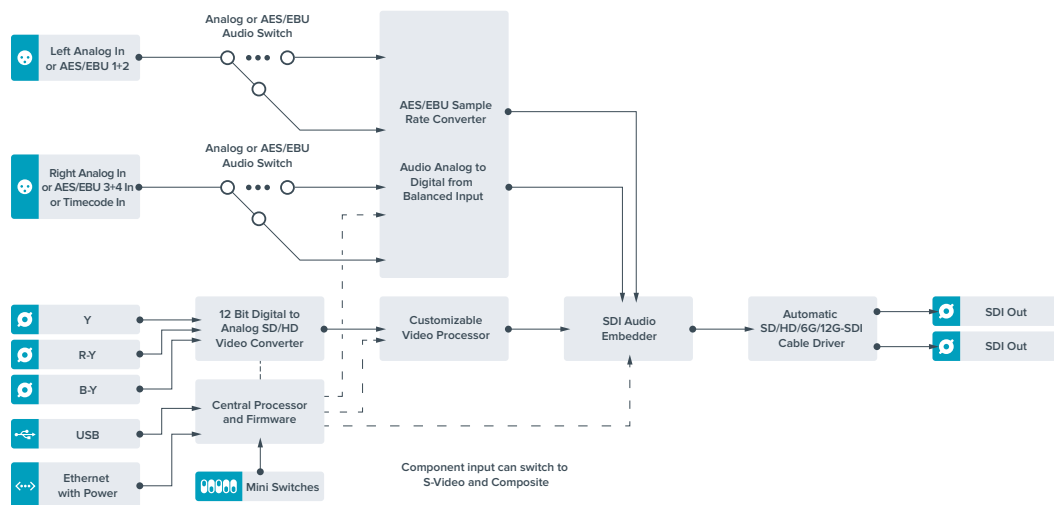 Analog or AES/EBU
Audio Switch
Left Analog In
or AES/EBU 1+2
AES/EBU Sample
Rate Converter
Analog or AES/EBU
Audio Switch
Right Analog In
or AES/EBU 3+4 In
or Timecode In
Audio Analog to
Digital from
Balanced Input
Y
R-Y
B-Y
12 Bit Digital to
Analog SD/HD
Video Converter
Customizable
Video Processor
SDI Audio
Embedder
Automatic
SD/HD/6G/12G-SDI
Cable Driver
SDI Out
SDI Out
Central Processor
and Firmware
USB
Ethernet
with Power
Mini Switches
Component input can switch to
S-Video and Composite